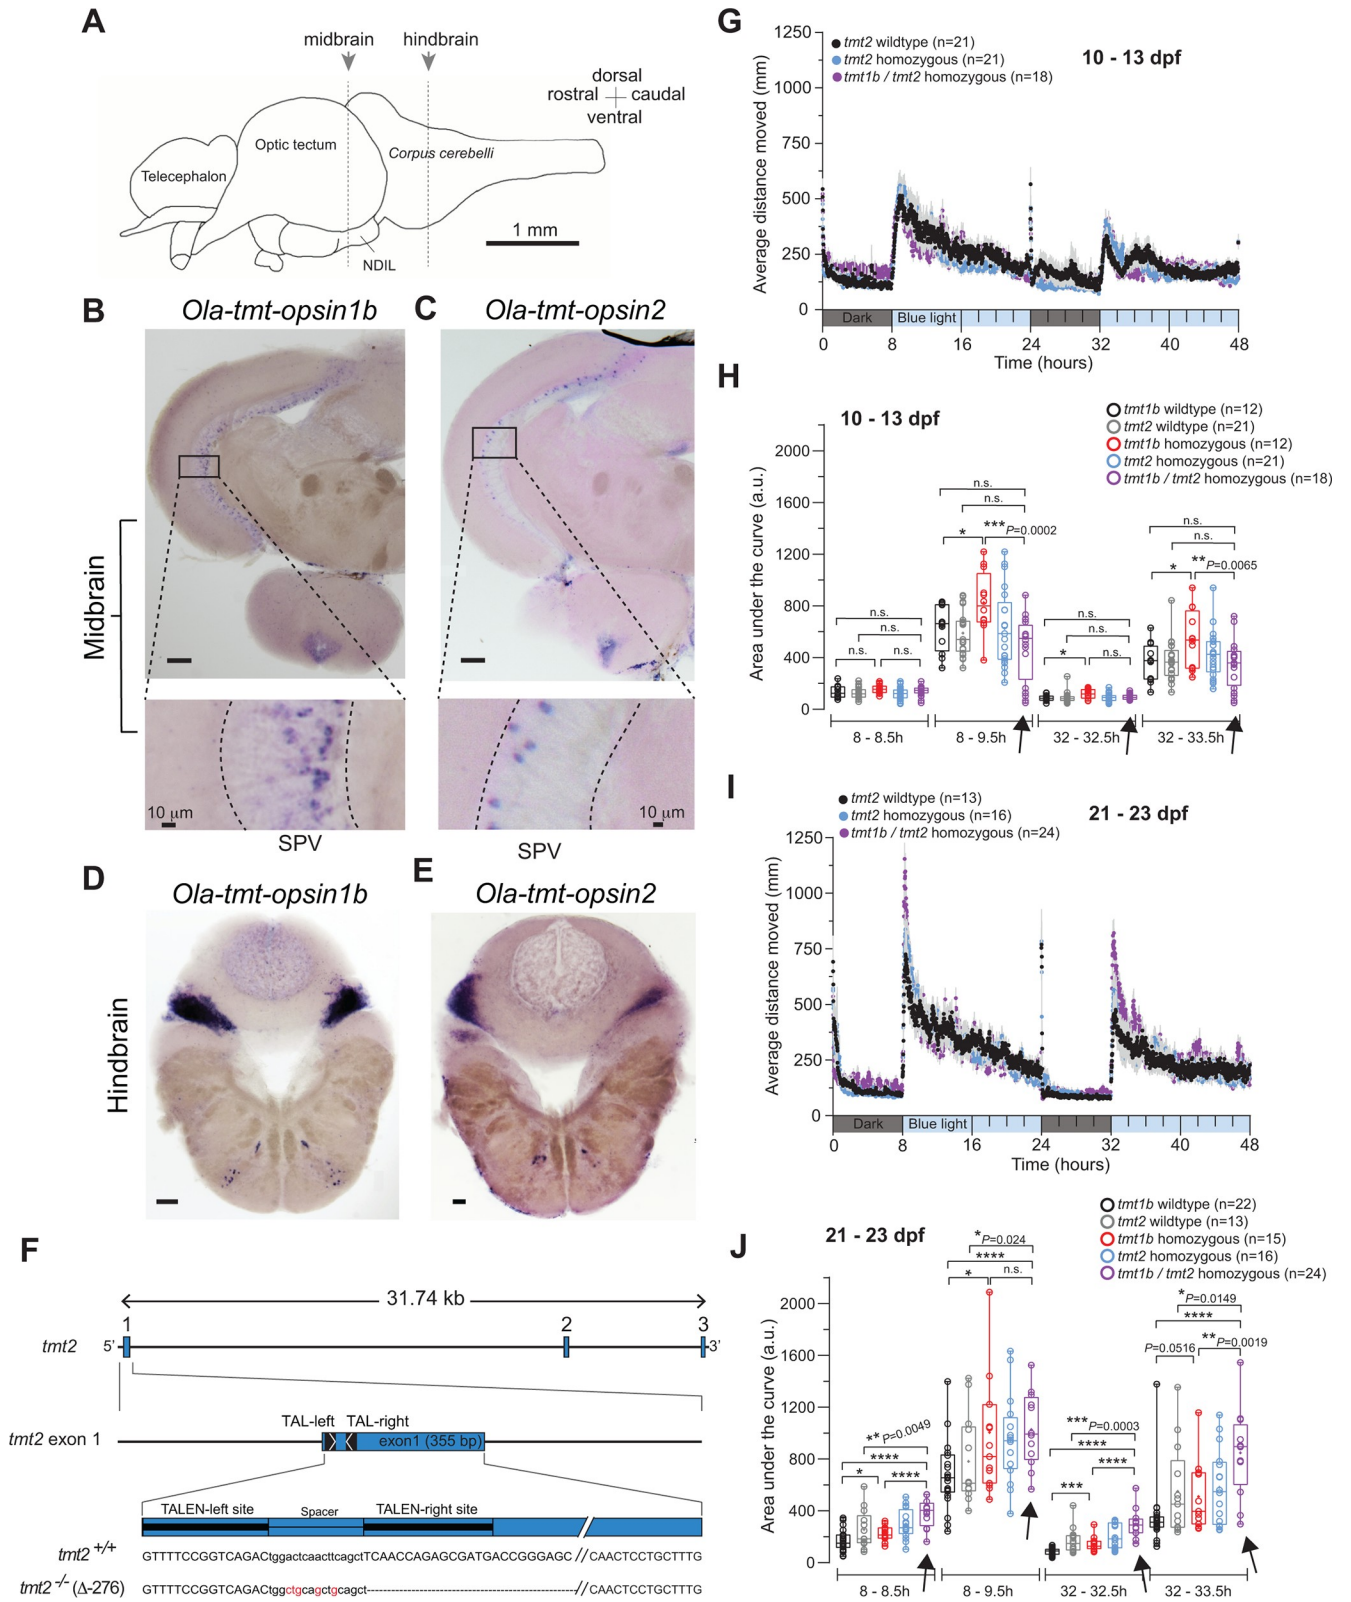 A
midbrain
hindbrain
dorsal
rostral
caudal
ventral
Telecephalon
Optic tectum
Corpus cerebelli
NDIL
1 mm
B
Ola-tmt-opsin1b
C
Ola-tmt-opsin2
Midbrain
10 µm
10 µm
SPV
SPV
D
Ola-tmt-opsin1b
E
Ola-tmt-opsin2
Hindbrain
F
31.74 kb
1
2
3
tmt2
5'
3'
TAL-left
TAL-right
tmt2 exon 1
exon1 (355 bp)
TALEN-left site
Spacer
TALEN-right site
tmt2 +/+
GTTTTCCGGTCAGACtggactcaacttcagctTCAACCAGAGCGATGACCGGGAGC//CAACTCCTGCTTTG
tmt2 -/- (Δ-276)
GTTTTCCGGTCAGACtggctgcagctgcagct--------------------//CAACTCCTGCTTTG
G
tmt2 wildtype (n=21)
tmt2 homozygous (n=21)
tmt1b / tmt2 homozygous (n=18)
10 - 13 dpf
Average distance moved (mm)
1250
1000
750
500
250
0
Dark
Blue light
0 8 16 24 32 40 48
Time (hours)
H
10 - 13 dpf
tmt1b wildtype (n=12)
tmt2 wildtype (n=21)
tmt1b homozygous (n=12)
tmt2 homozygous (n=21)
tmt1b / tmt2 homozygous (n=18)
Area under the curve (a.u.)
2000
1600
1200
800
400
0
n.s.
n.s.
n.s. n.s.
n.s.
n.s.
* *** P=0.0002
n.s.
n.s.
* n.s.
n.s.
n.s.
* ** P=0.0065
8 - 8.5h
8 - 9.5h
32 - 32.5h
32 - 33.5h
I
tmt2 wildtype (n=13)
tmt2 homozygous (n=16)
tmt1b / tmt2 homozygous (n=24)
21 - 23 dpf
Average distance moved (mm)
1250
1000
750
500
250
0
Dark
Blue light
0 8 16 24 32 40 48
Time (hours)
J
21 - 23 dpf
tmt1b wildtype (n=22)
tmt2 wildtype (n=13)
tmt1b homozygous (n=15)
tmt2 homozygous (n=16)
tmt1b / tmt2 homozygous (n=24)
Area under the curve (a.u.)
2000
1600
1200
800
400
0
** P=0.0049
****
* ****
* P=0.024
****
* n.s.
*** P=0.0003
****
****
***
* P=0.0149
****
** P=0.0019
P=0.0516
8 - 8.5h
8 - 9.5h
32 - 32.5h
32 - 33.5h